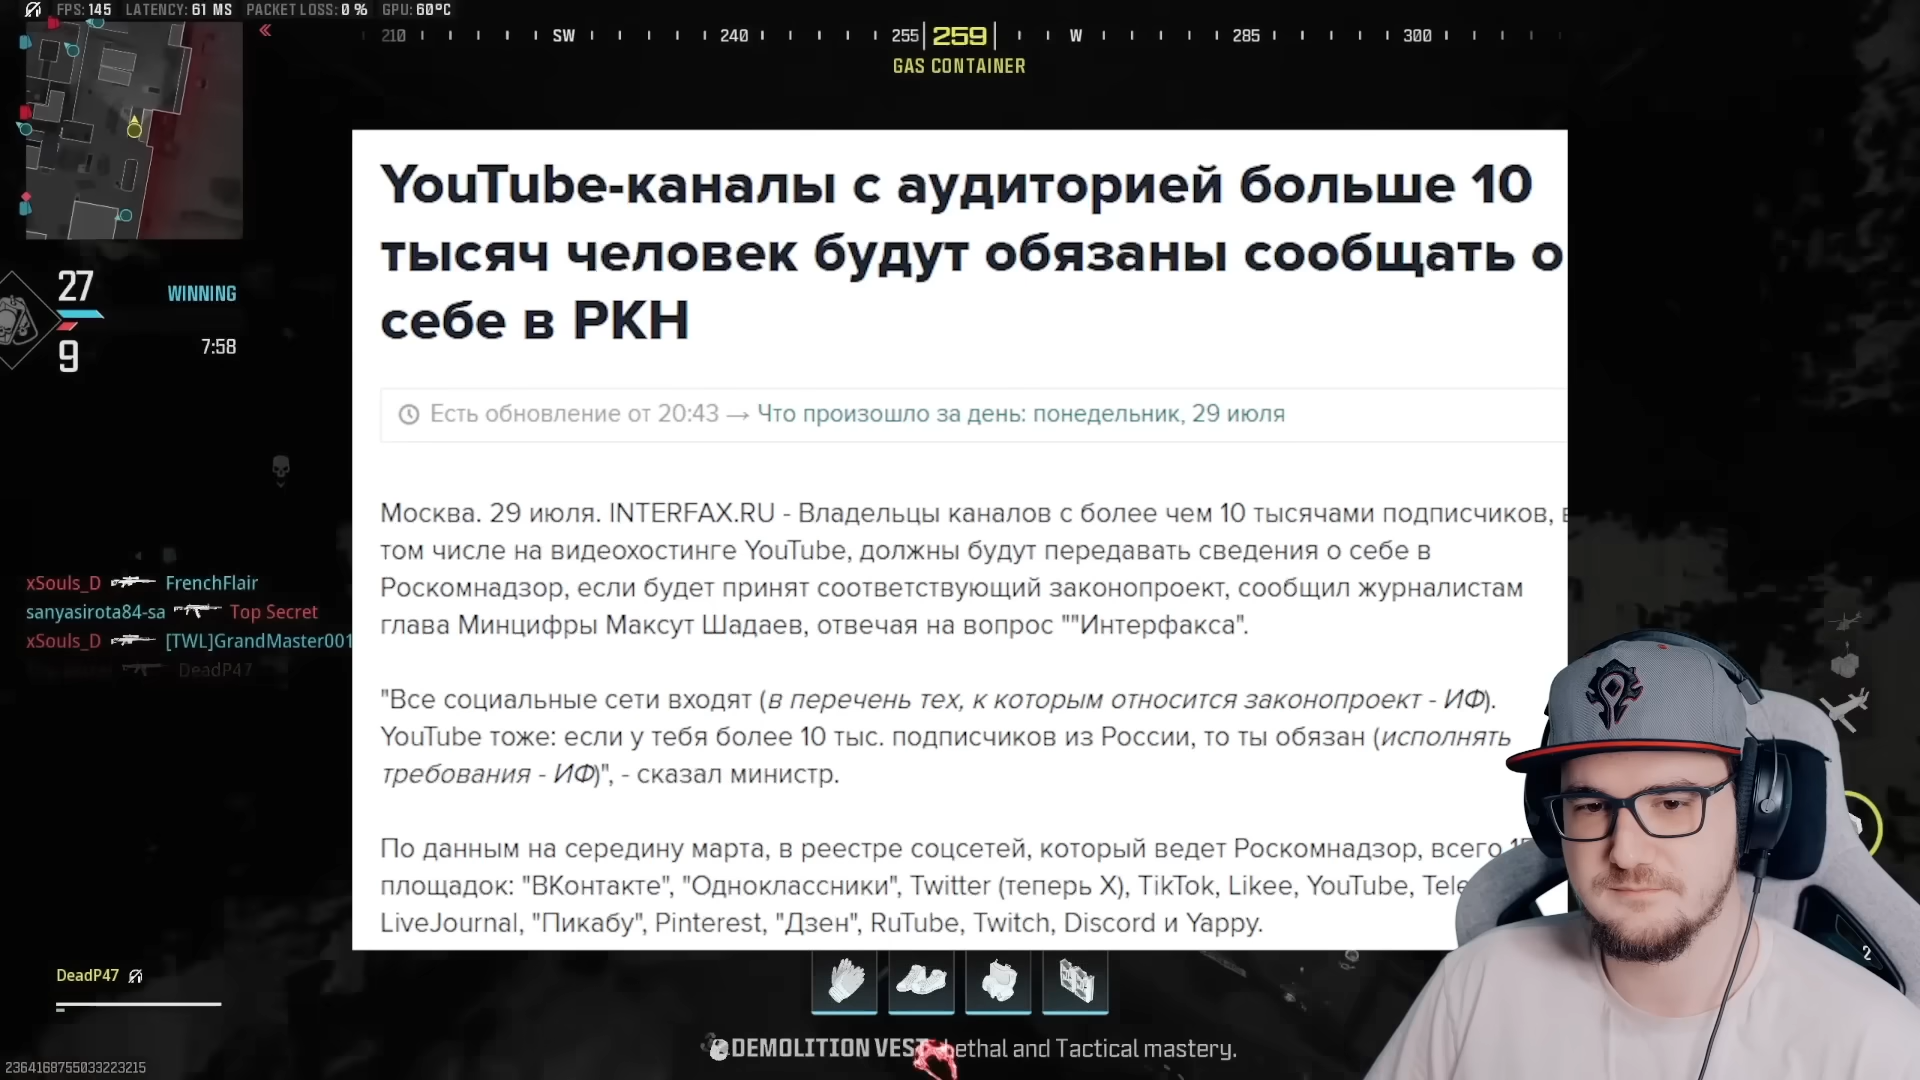 FPS: 145 LATENCY: 61 MS PACKET LOSS: 0 % GPU: 60°C
210 SW 240 255 259 W 285 300
GAS CONTAINER
27 WINNING
9 7:58
YouTube-каналы с аудиторией больше 10
тысяч человек будут обязаны сообщать о
себе в РКН
Есть обновление от 20:43 → Что произошло за день: понедельник, 29 июля
Москва. 29 июля. INTERFAX.RU - Владельцы каналов с более чем 10 тысячами подписчиков, в
том числе на видеохостинге YouTube, должны будут передавать сведения о себе в
Роскомнадзор, если будет принят соответствующий законопроект, сообщил журналистам
глава Минцифры Максут Шадаев, отвечая на вопрос ""Интерфакса".
"Все социальные сети входят (в перечень тех, к которым относится законопроект - ИФ).
YouTube тоже: если у тебя более 10 тыс. подписчиков из России, то ты обязан (исполнять
требования - ИФ)", - сказал министр.
По данным на середину марта, в реестре соцсетей, который ведет Роскомнадзор, всего
площадок: "ВКонтакте", "Одноклассники", Twitter (теперь X), TikTok, Likee, YouTube, Tele
LiveJournal, "Пикабу", Pinterest, "Дзен", RuTube, Twitch, Discord и Yappy.
xSouls_D FrenchFlair
sanyasirota84-sa Top Secret
xSouls_D [TWL]GrandMaster001
DeadP47
DeadP47
2
DEMOLITION VEST Lethal and Tactical mastery.
2364168755033223215